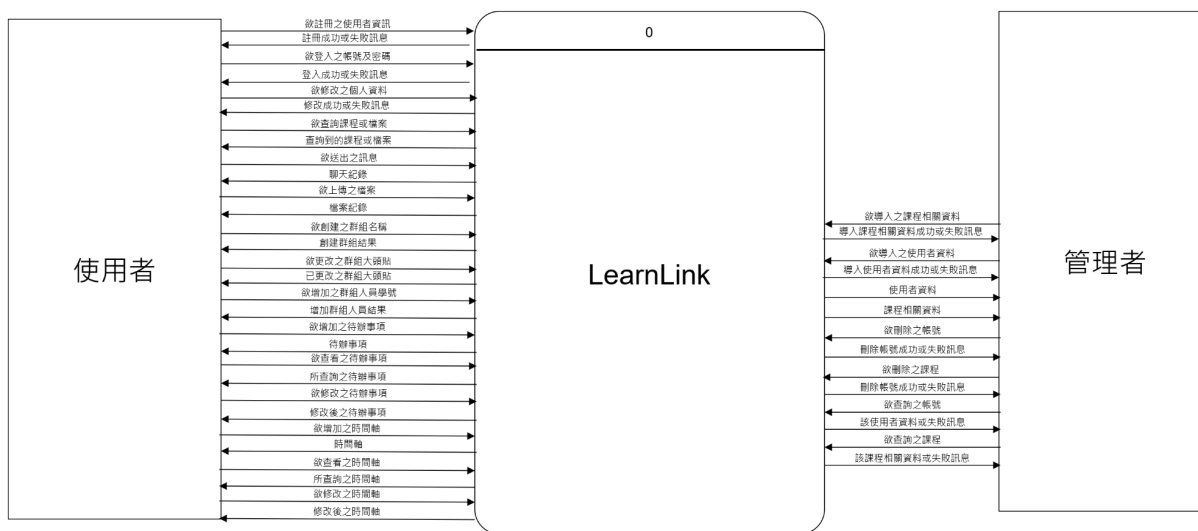 使用者
欲註冊之使用者資訊
註冊成功或失敗訊息
欲登入之帳號及密碼
登入成功或失敗訊息
欲修改之個人資料
修改成功或失敗訊息
欲查詢課程或檔案
查詢到的課程或檔案
欲送出之訊息
聊天紀錄
欲上傳之檔案
檔案紀錄
欲創建之群組名稱
創建群組結果
欲更改之群組大頭貼
已更改之群組大頭貼
欲增加之群組人員學號
增加群組人員結果
欲增加之待辦事項
待辦事項
欲查看之待辦事項
所查詢之待辦事項
欲修改之待辦事項
修改後之待辦事項
欲增加之時間軸
時間軸
欲查看之時間軸
所查詢之時間軸
欲修改之時間軸
修改後之時間軸
0
LearnLink
欲導入之課程相關資料
導入課程相關資料成功或失敗訊息
欲導入之使用者資料
導入使用者資料成功或失敗訊息
使用者資料
課程相關資料
欲刪除之帳號
刪除帳號成功或失敗訊息
欲刪除之課程
刪除帳號成功或失敗訊息
欲查詢之帳號
該使用者資料或失敗訊息
欲查詢之課程
該課程相關資料或失敗訊息
管理者